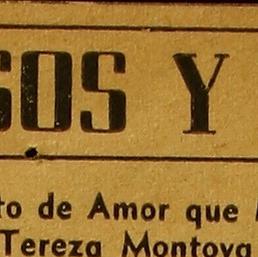 SOS Y
to de Amor que
Tereza Montoya